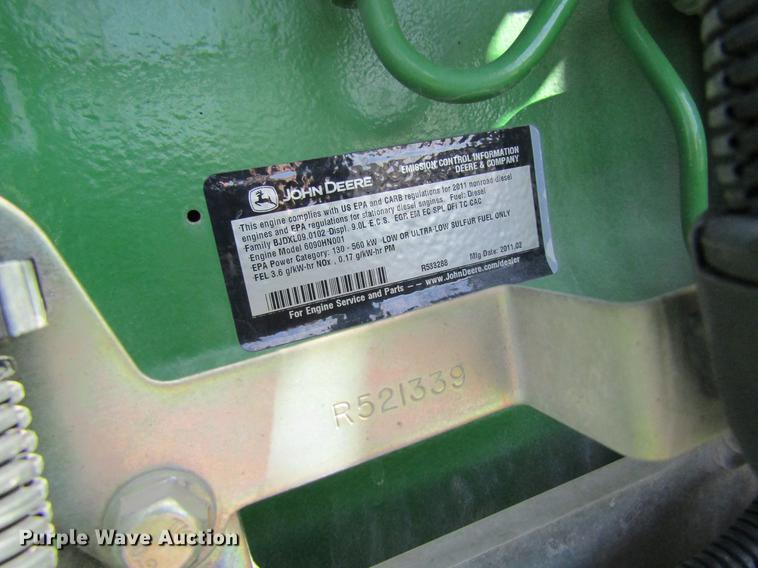 JOHN DEERE
EMISSION CONTROL INFORMATION
DEERE & COMPANY
This engine complies with US EPA and CARB regulations for 2011 nonroad diesel
engines and EPA regulations for stationary diesel engines. Fuel: Diesel
Family BJDXL09.0102 Displ. 9.0L E.C.S. EGR, EM EC SPL DFI TC CAC
Engine Model 6090HN001
EPA Power Category: 130 - 560 kW LOW OR ULTRA LOW SULFUR FUEL ONLY
FEL 3.6 g/kW-hr NOx , 0.17 g/kW-hr PM
R533288
Mfg Date: 2011,02
For Engine Service and Parts - - www.JohnDeere.com/dealer
R521339
Purple Wave Auction